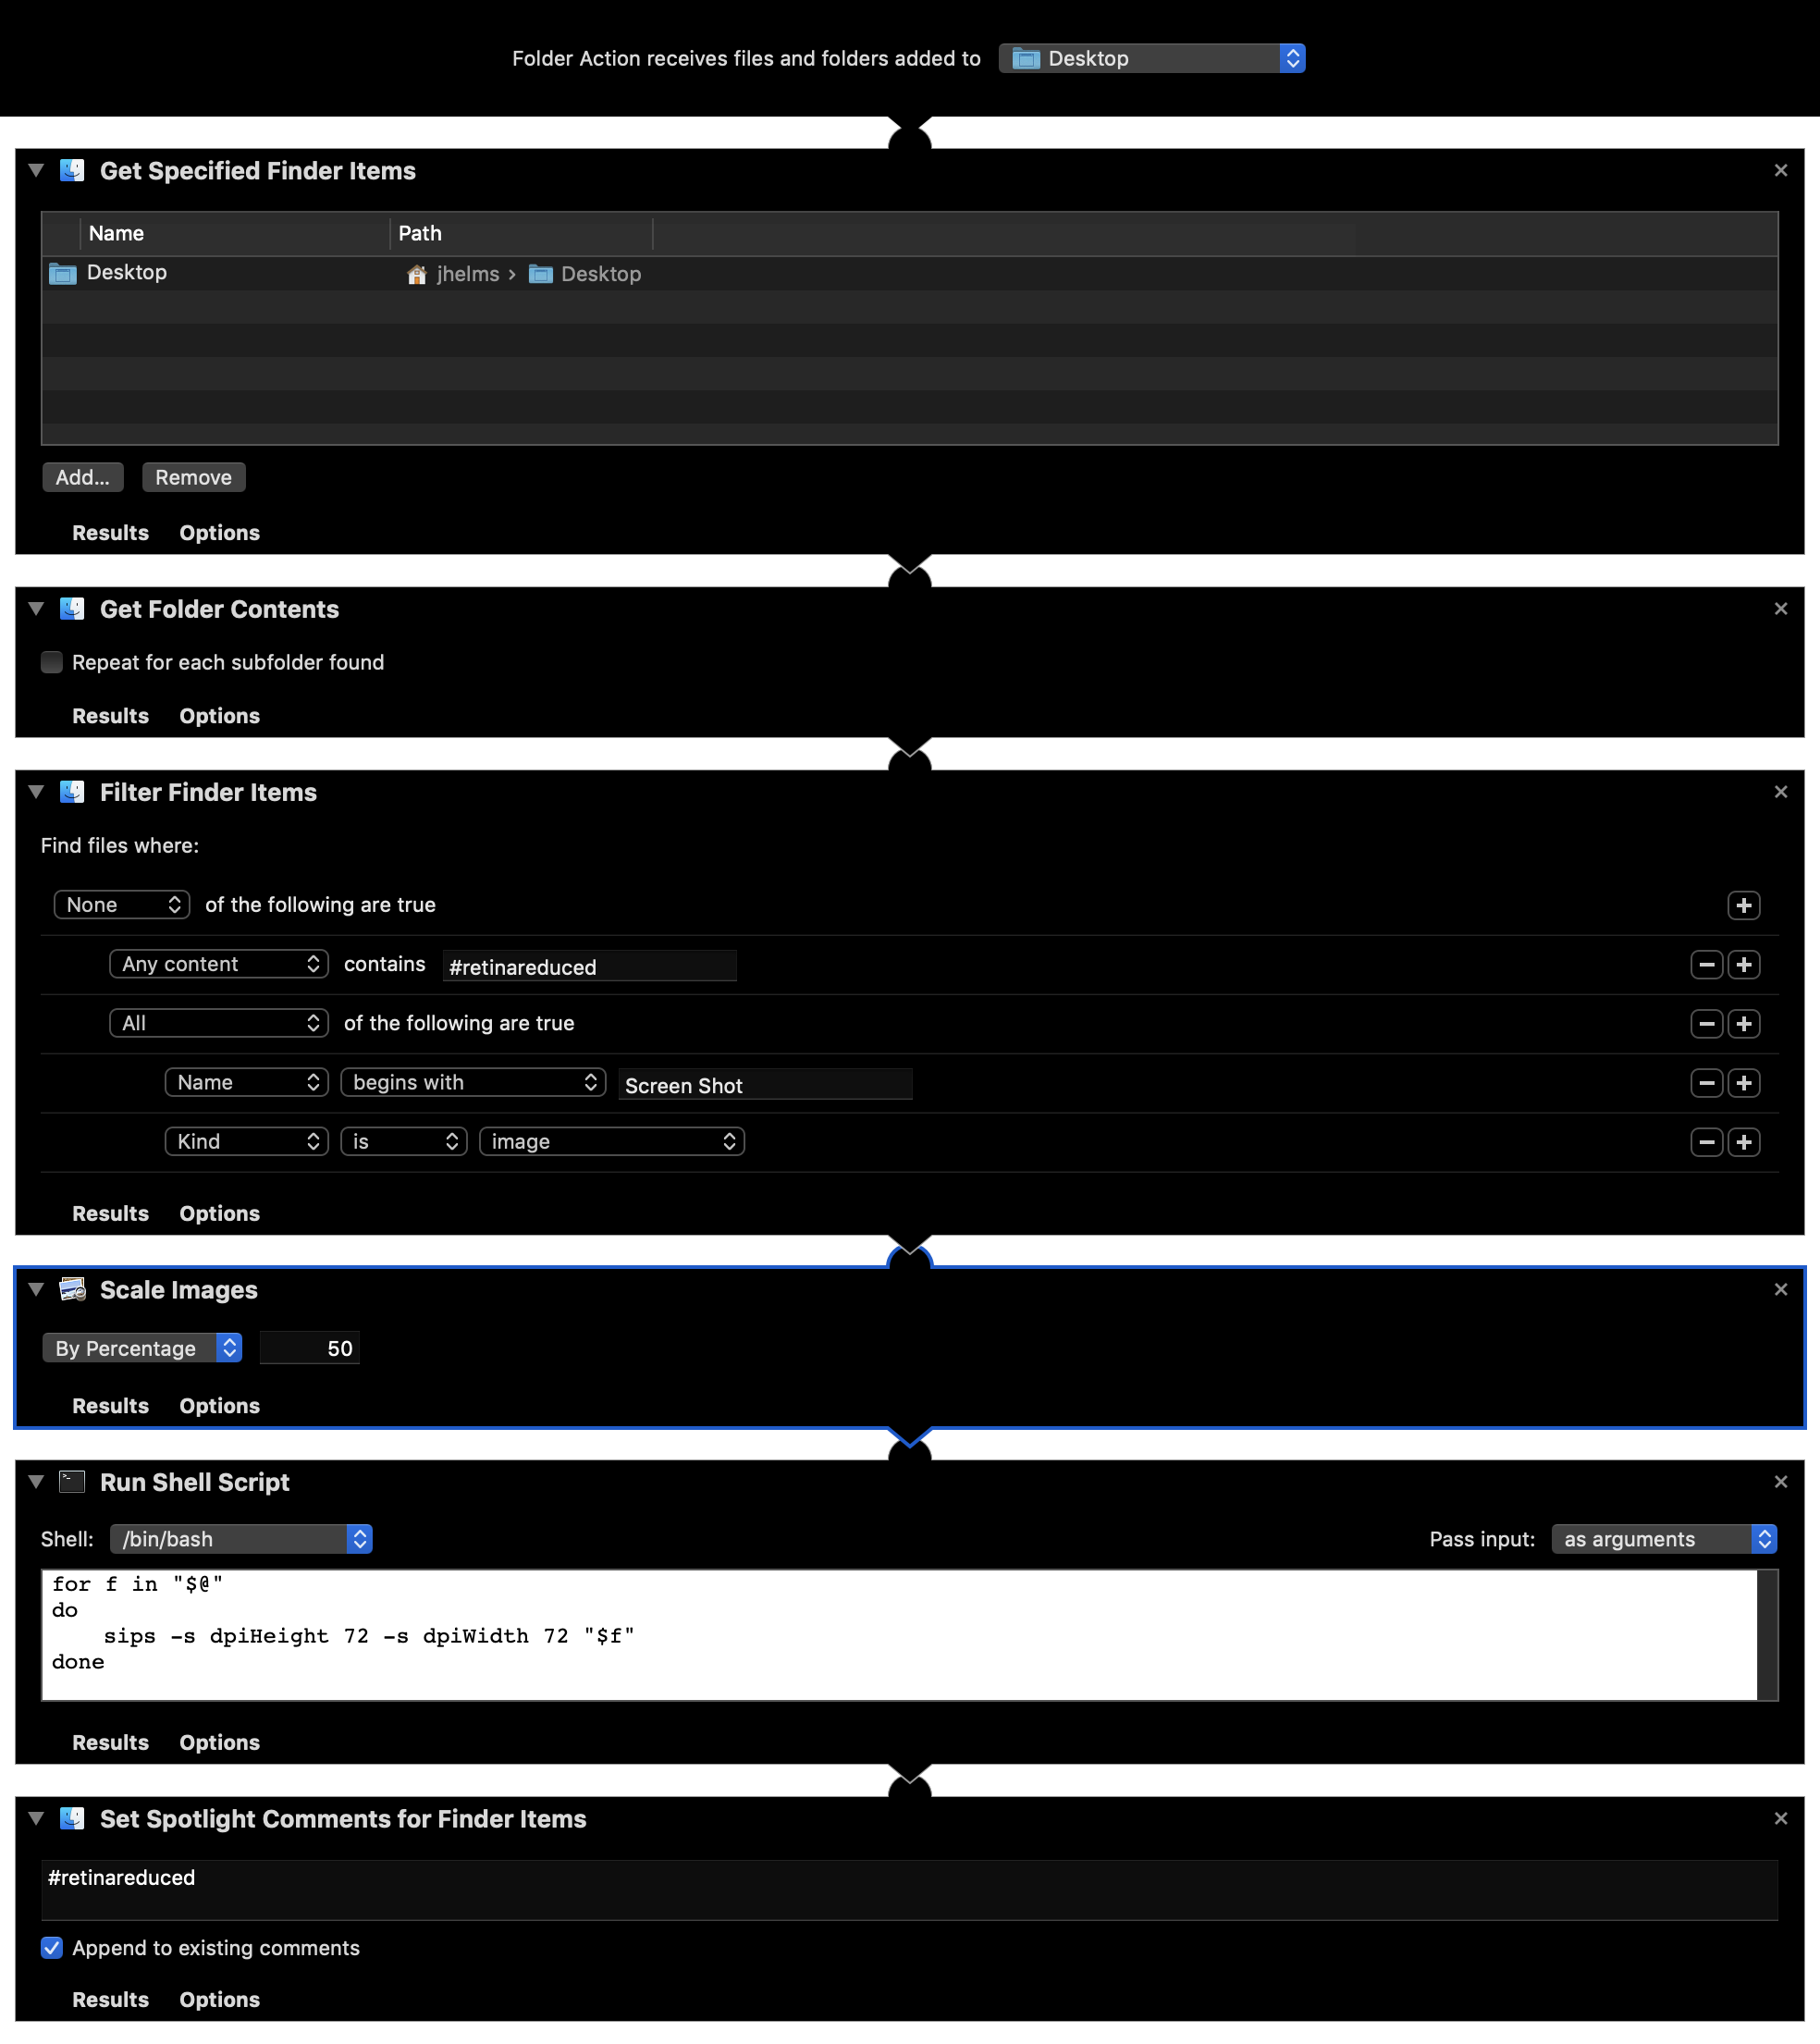 Folder Action receives files and folders added to Desktop
Get Specified Finder Items
Name Path
Desktop jhelms › Desktop
Add... Remove
Results Options
Get Folder Contents
Repeat for each subfolder found
Results Options
Filter Finder Items
Find files where:
None of the following are true
Any content contains #retinareduced
All of the following are true
Name begins with Screen Shot
Kind is image
Results Options
Scale Images
By Percentage 50
Results Options
Run Shell Script
Shell: /bin/bash Pass input: as arguments
for f in "$@"
do
    sips -s dpiHeight 72 -s dpiWidth 72 "$f"
done
Results Options
Set Spotlight Comments for Finder Items
#retinareduced
Append to existing comments
Results Options